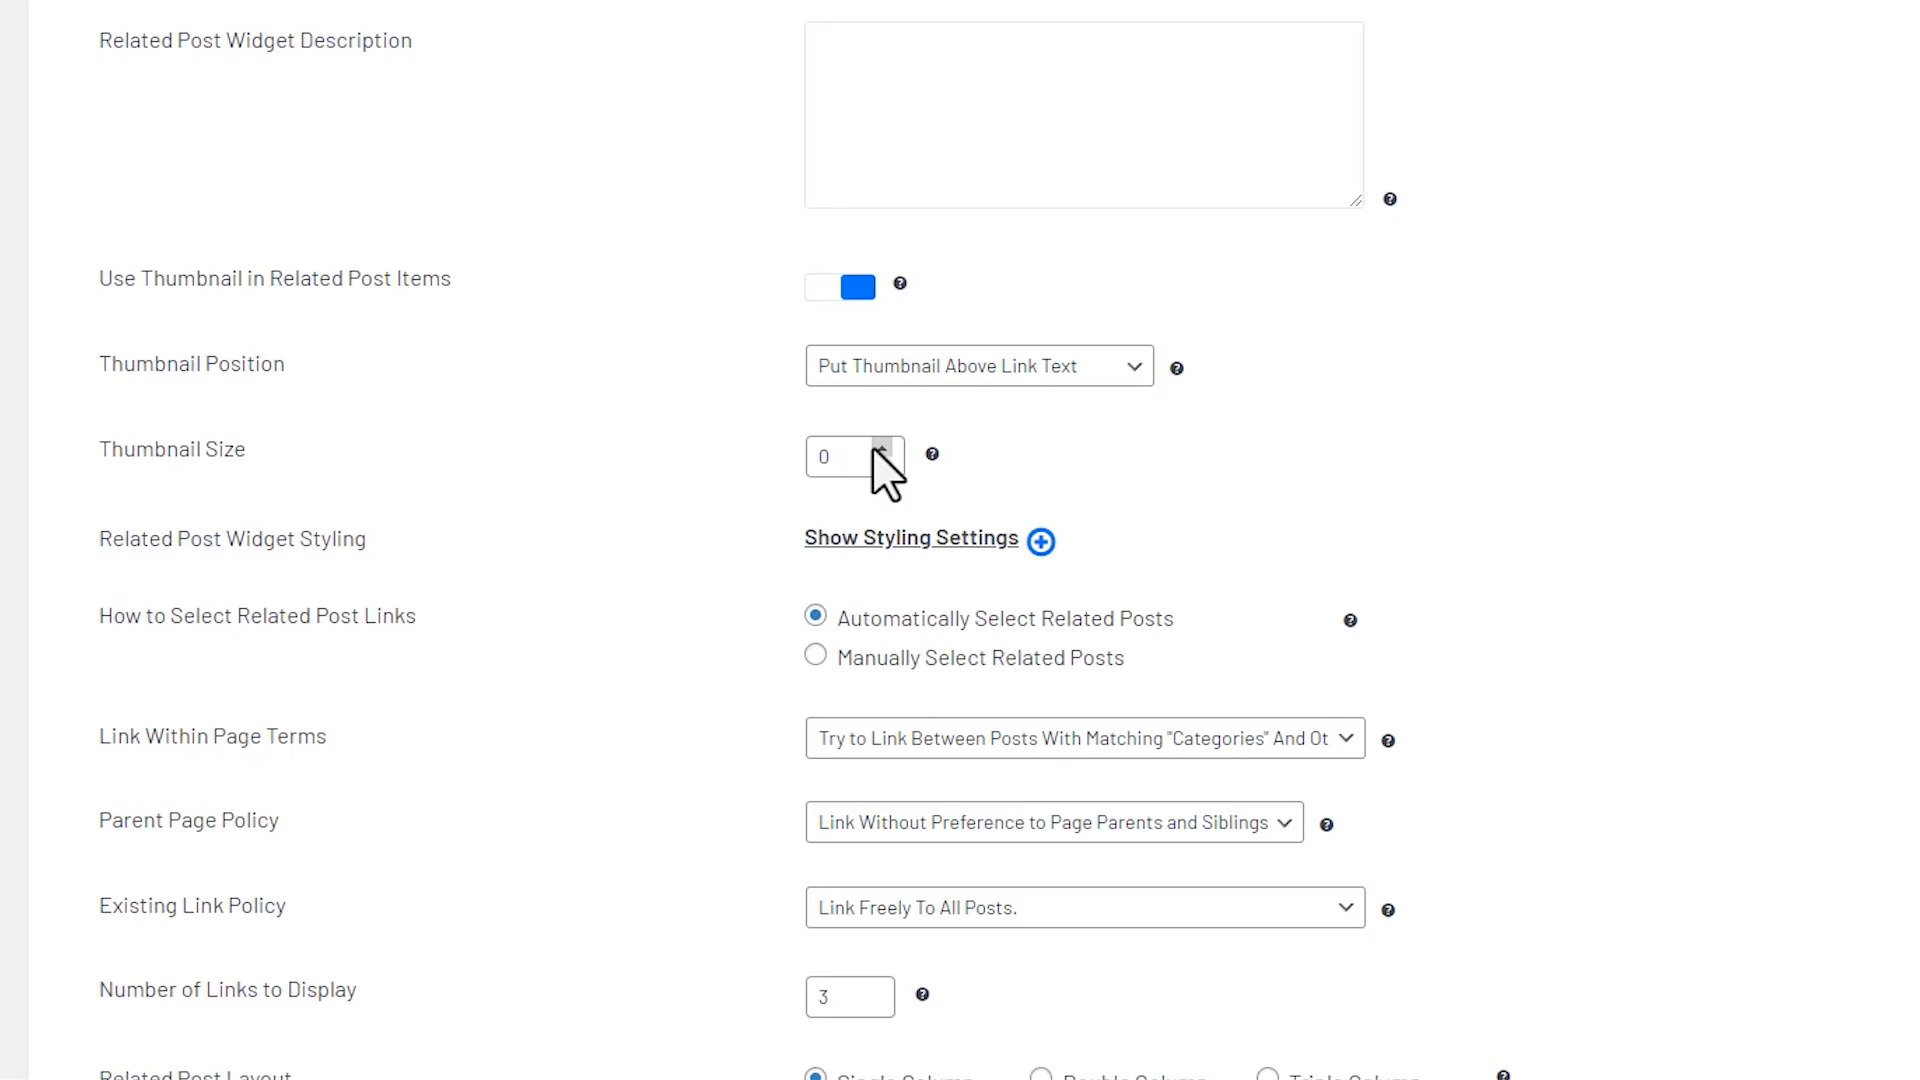 Related Post Widget Description
Use Thumbnail in Related Post Items
Thumbnail Position
Put Thumbnail Above Link Text
Thumbnail Size
0
Related Post Widget Styling
Show Styling Settings
How to Select Related Post Links
Automatically Select Related Posts
Manually Select Related Posts
Link Within Page Terms
Try to Link Between Posts With Matching "Categories" And Ot
Parent Page Policy
Link Without Preference to Page Parents and Siblings
Existing Link Policy
Link Freely To All Posts.
Number of Links to Display
3
Related Post Layout
Single Column
Double Column
Triple Column